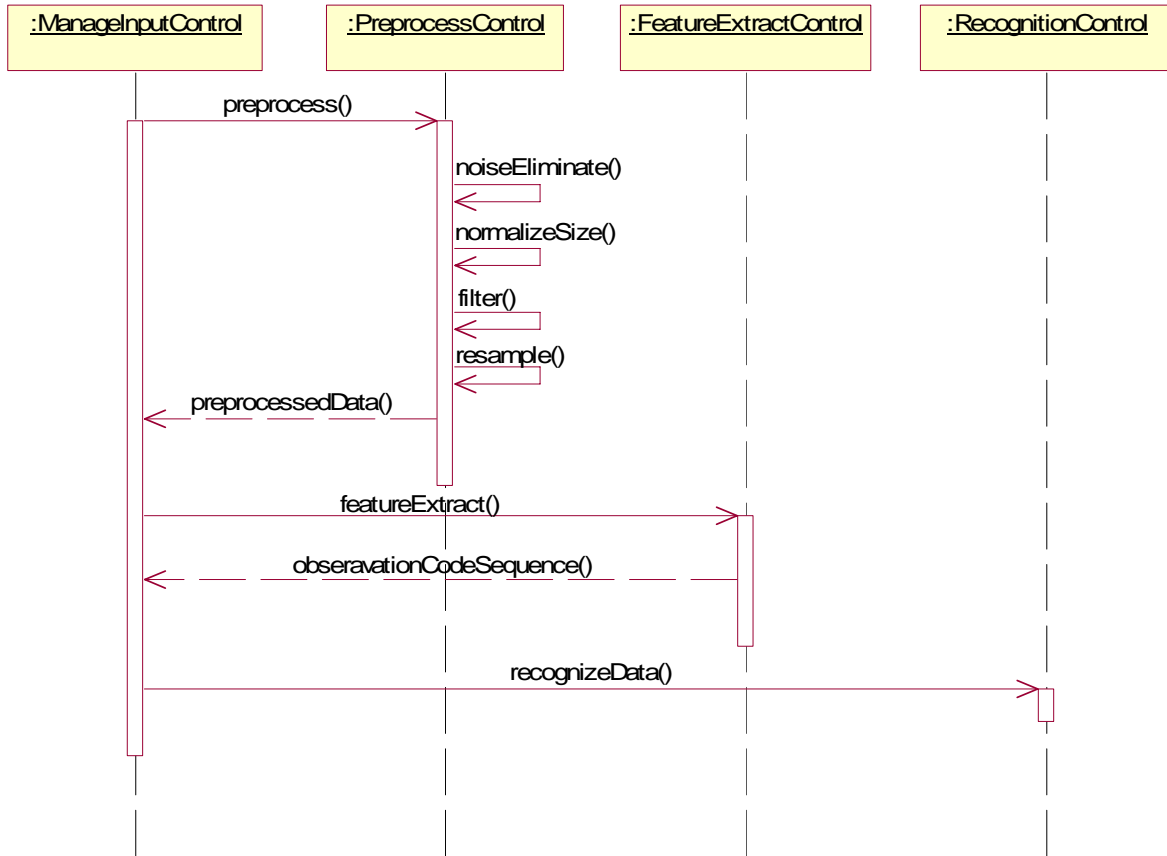 :ManageInputControl
:PreprocessControl
:FeatureExtractControl
:RecognitionControl
preprocess()
noiseEliminate()
normalizeSize()
filter()
resample()
preprocessedData()
featureExtract()
obseravationCodeSequence()
recognizeData()